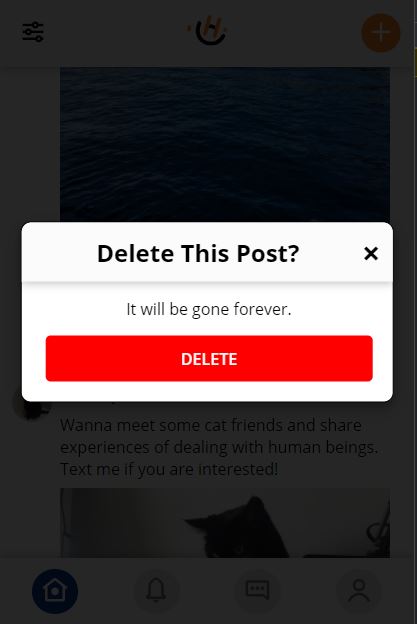 Delete This Post?
It will be gone forever.
DELETE
Wanna meet some cat friends and share
experiences of dealing with human beings.
Text me if you are interested!